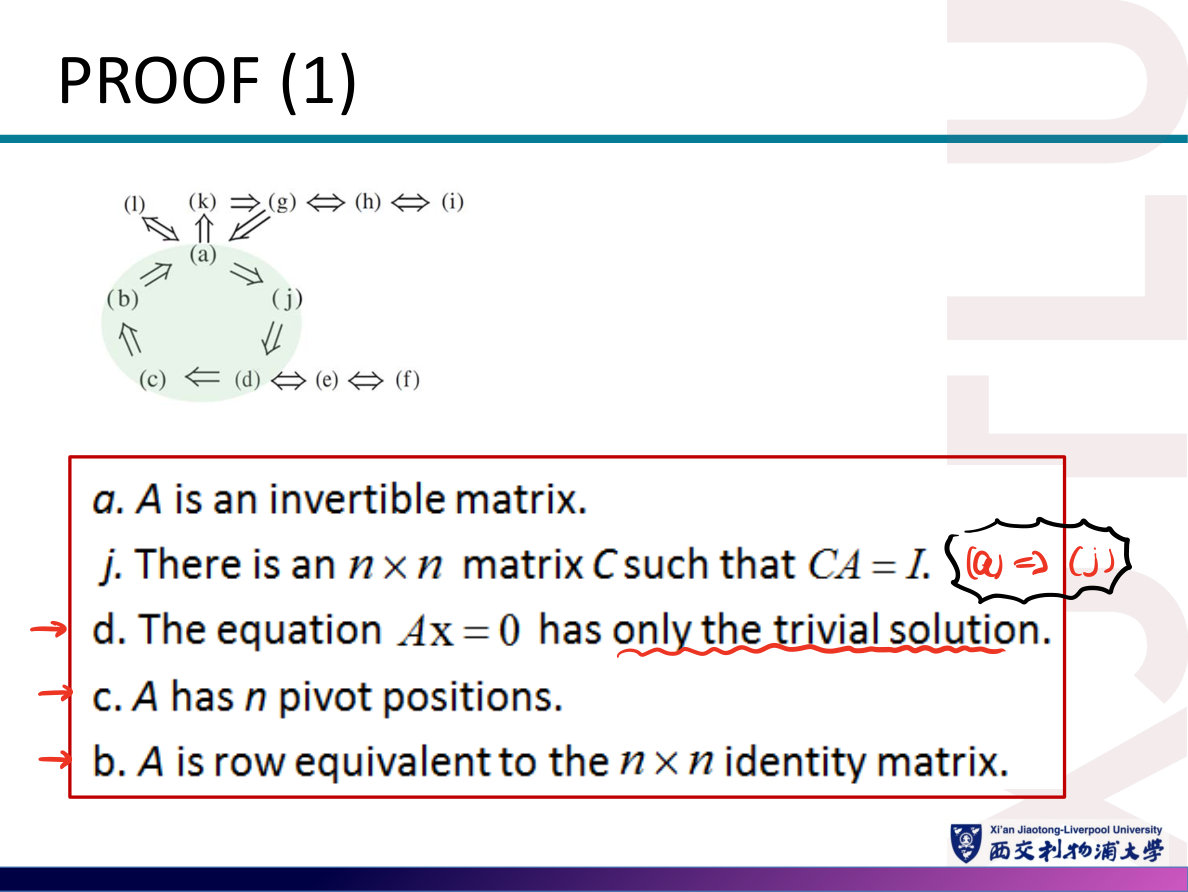 PROOF (1)
(l) (k) ⇒ (g) ⇔ (h) ⇔ (i)
(a)
(b) (j)
(c) ⇐ (d) ⇔ (e) ⇔ (f)
a. A is an invertible matrix.
j. There is an n × n matrix C such that CA = I. (a) ⇒ (j)
d. The equation Ax = 0 has only the trivial solution.
c. A has n pivot positions.
b. A is row equivalent to the n × n identity matrix.
XJTLU
Xi'an Jiaotong-Liverpool University
西交利物浦大學